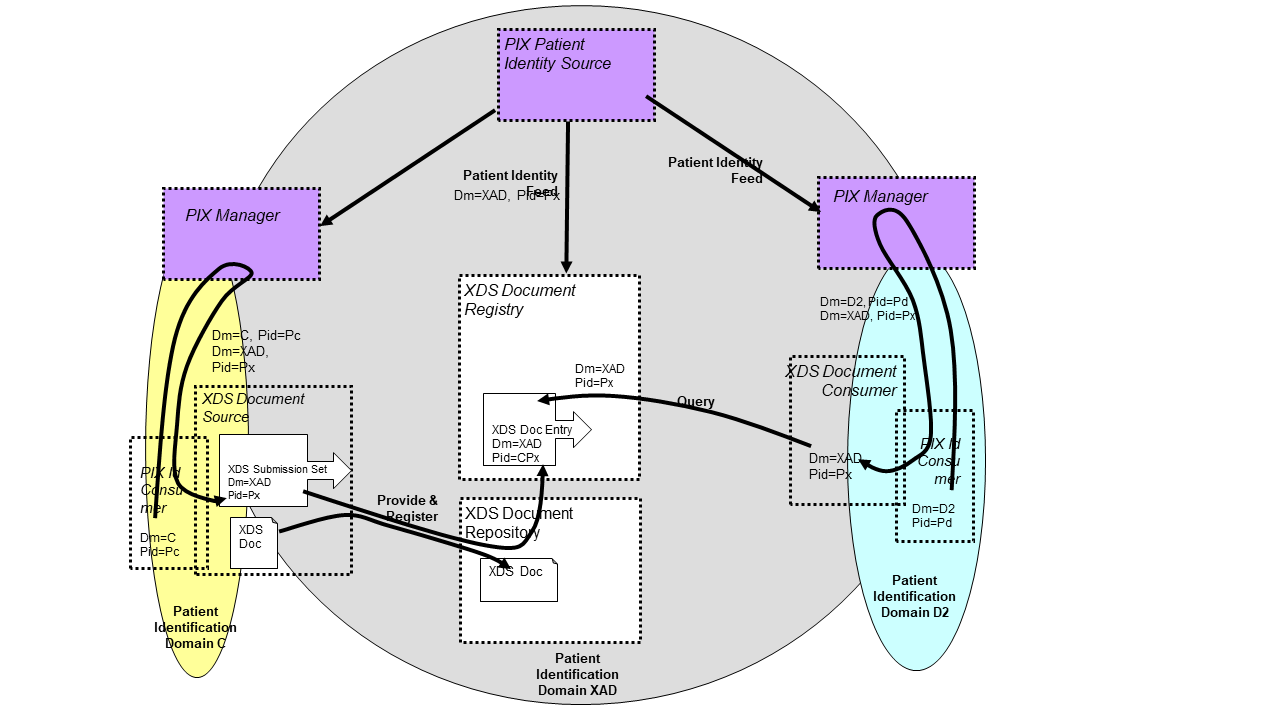 PIX Patient
Identity Source
Patient Identity
Feed
Dm=XAD, Pid=Px
Patient Identity
Feed
PIX Manager
PIX Manager
Dm=C, Pid=Pc
Dm=XAD,
Pid=Px
XDS Document
Registry
Dm=XAD
Pid=Px
XDS Doc Entry
Dm=XAD
Pid=CPx
Query
Dm=D2, Pid=Pd
Dm=XAD, Pid=Px
XDS Document
Consumer
Dm=XAD
Pid=Px
PIX Id
Consu
mer
Dm=D2
Pid=Pd
XDS Document
Source
XDS Submission Set
Dm=XAD
Pid=Px
XDS
Doc
PIX Id
Consu
mer
Dm=C
Pid=Pc
Provide &
Register
XDS Document
Repository
XDS Doc
Patient
Identification
Domain C
Patient
Identification
Domain XAD
Patient
Identification
Domain D2